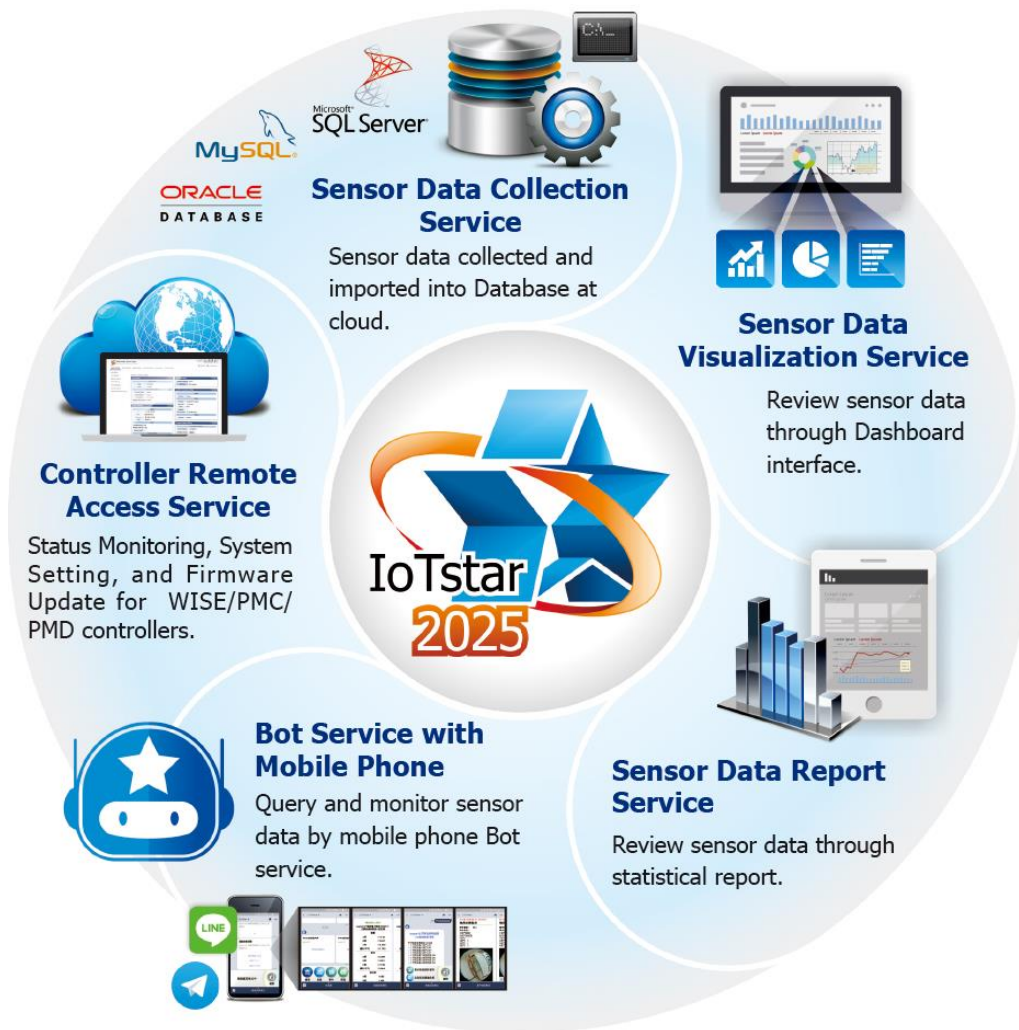 C:\_
Microsoft®
SQL Server®
MySQL®
ORACLE
DATABASE
Sensor Data Collection
Service
Sensor data collected and
imported into Database at
cloud.
Sensor Data
Visualization Service
Review sensor data
through Dashboard
interface.
Controller Remote
Access Service
Status Monitoring, System
Setting, and Firmware
Update for WISE/PMC/
PMD controllers.
IoTstar
2025
Bot Service with
Mobile Phone
Query and monitor sensor
data by mobile phone Bot
service.
LINE
Sensor Data Report
Service
Review sensor data through
statistical report.